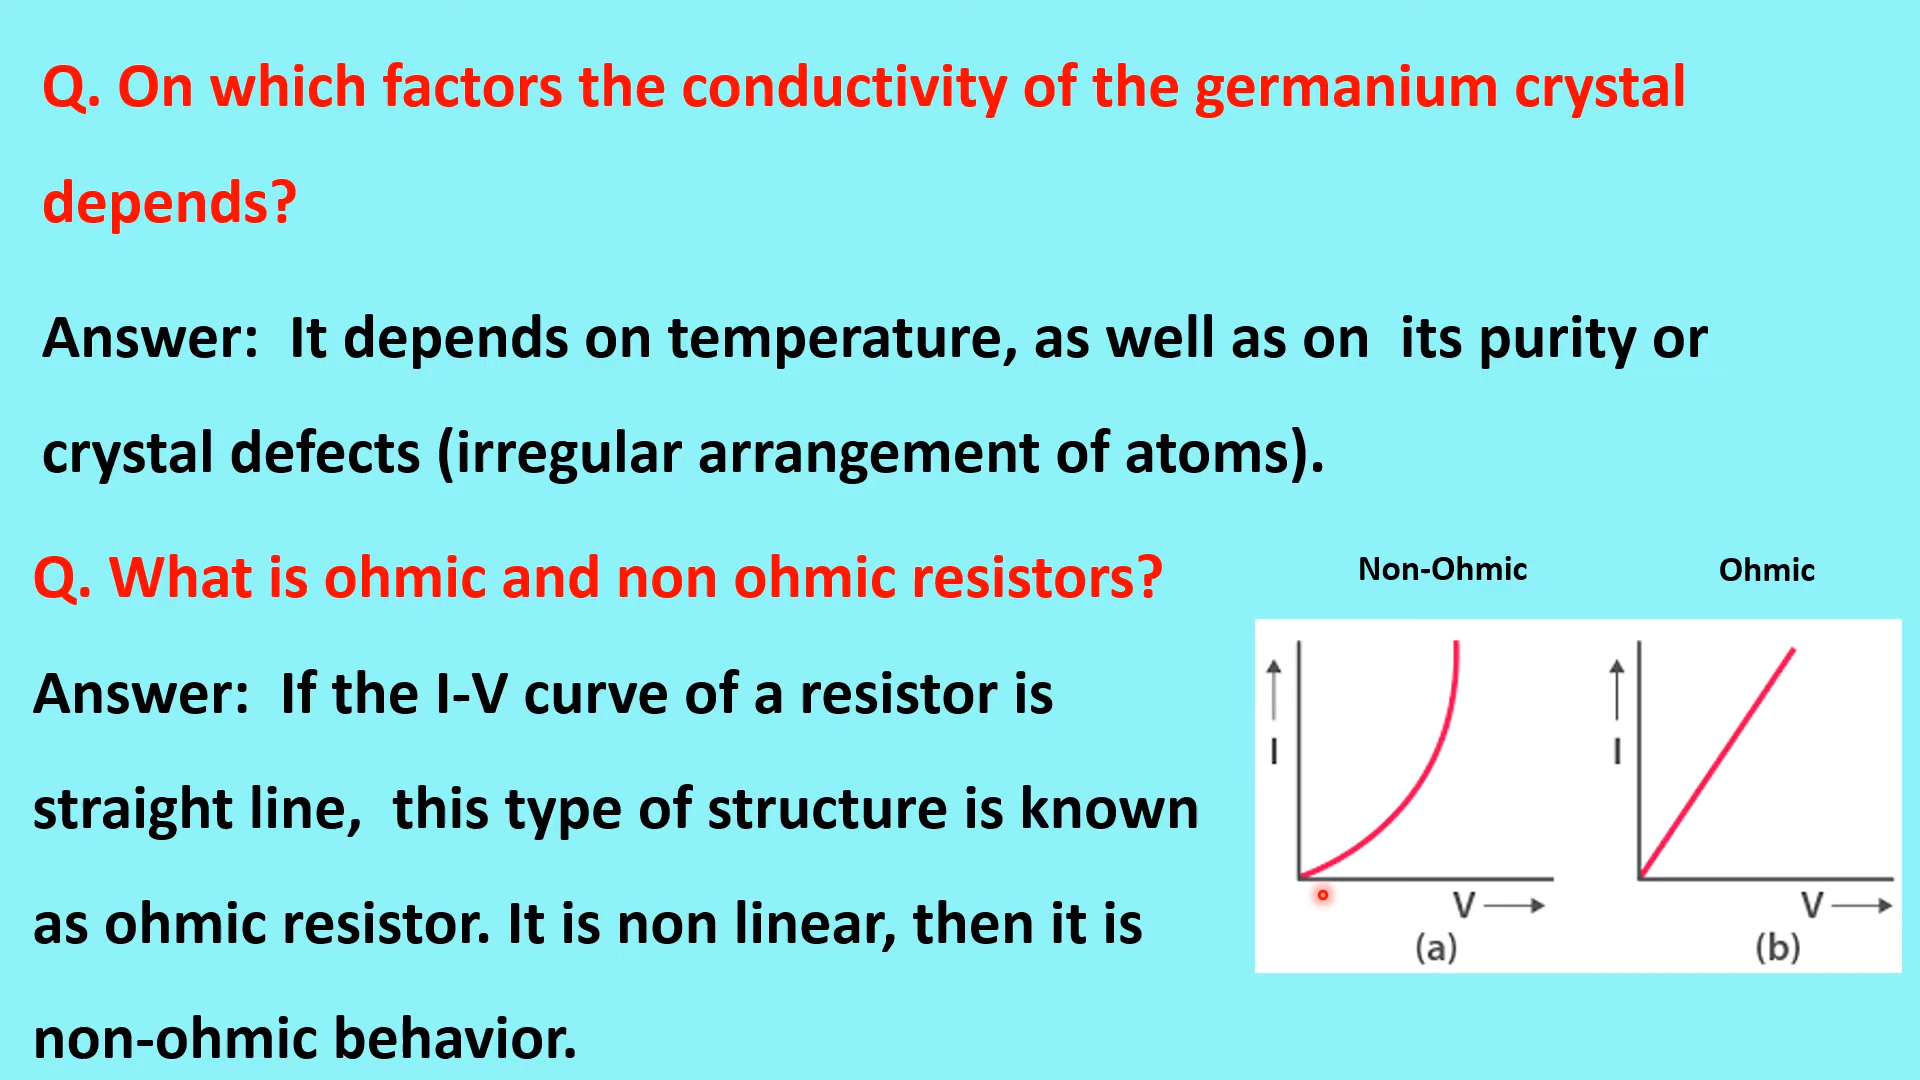 Q. On which factors the conductivity of the germanium crystal
depends?
Answer:  It depends on temperature, as well as on  its purity or
crystal defects (irregular arrangement of atoms).
Q. What is ohmic and non ohmic resistors?
Answer:  If the I-V curve of a resistor is
straight line,  this type of structure is known
as ohmic resistor. It is non linear, then it is
non-ohmic behavior.
Non-Ohmic
Ohmic
I
V
(a)
I
V
(b)